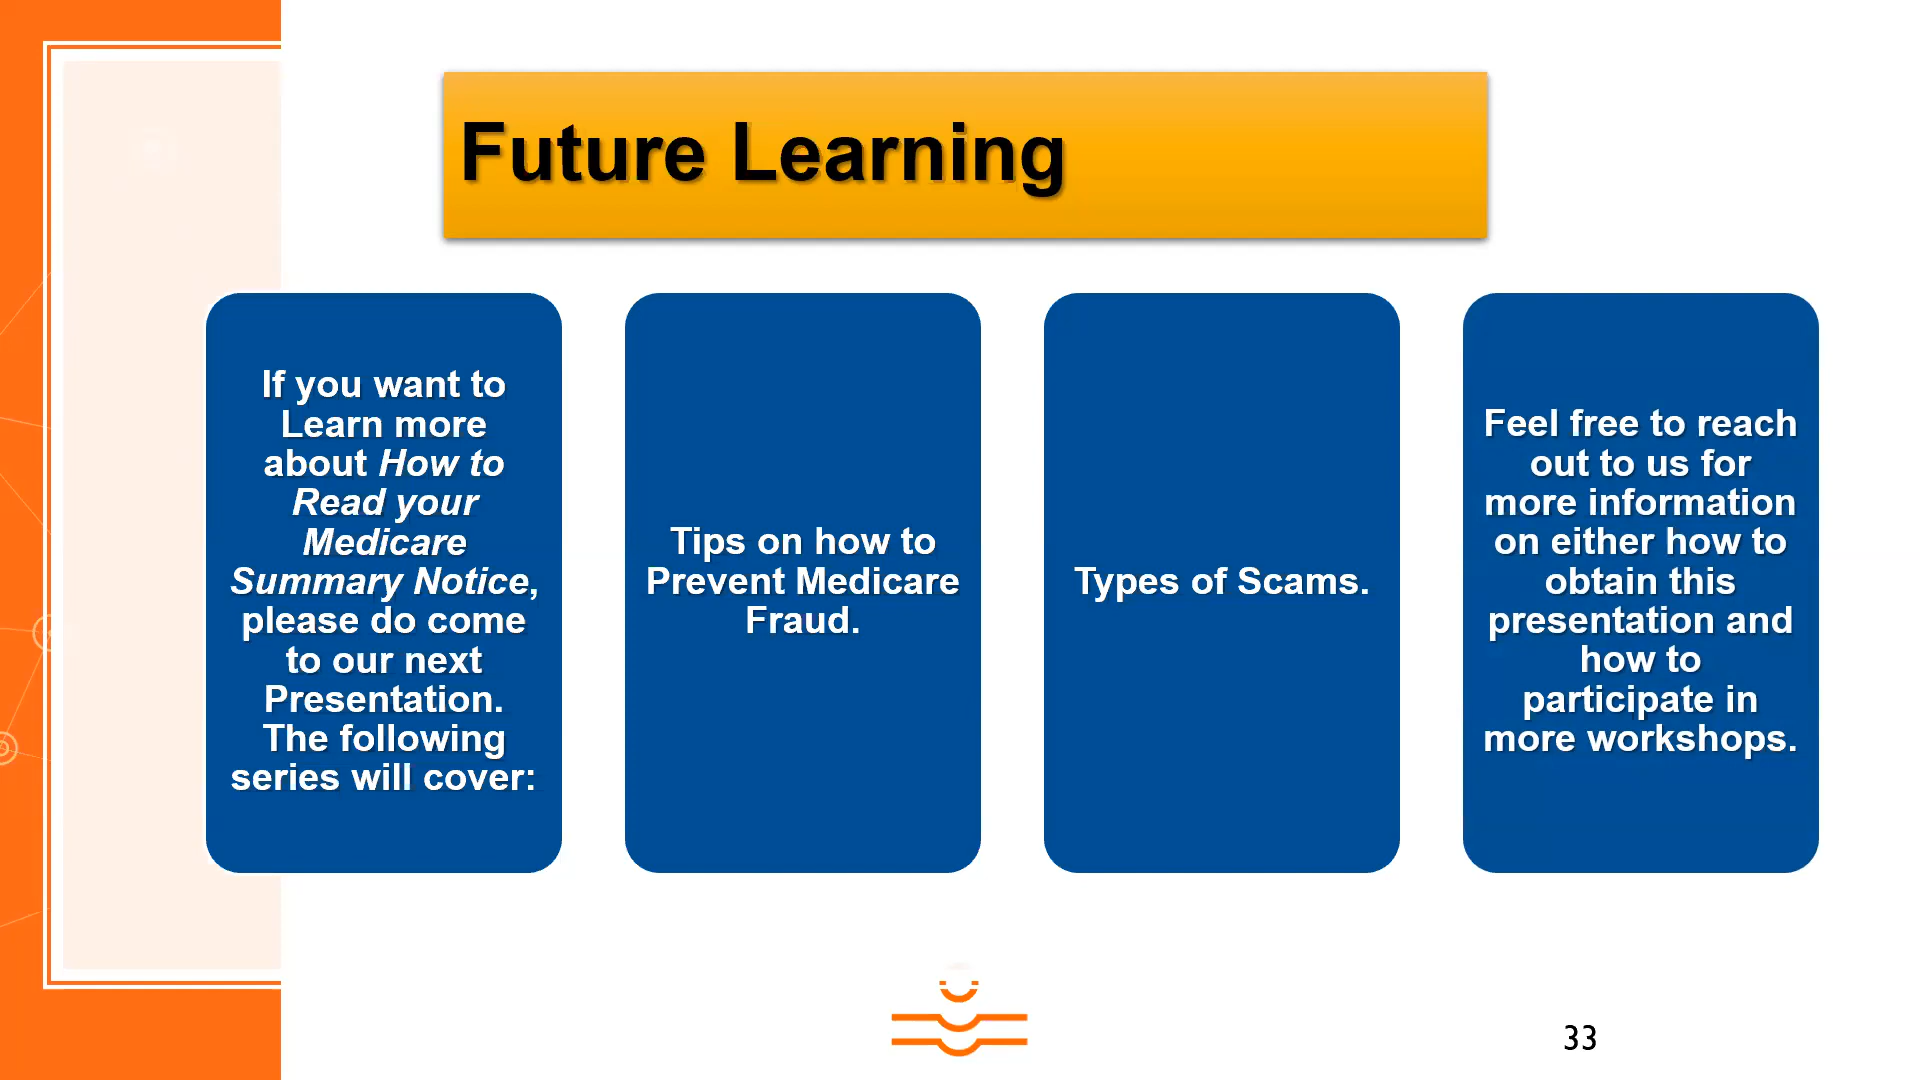 Future Learning
If you want to
Learn more
about How to
Read your
Medicare
Summary Notice,
please do come
to our next
Presentation.
The following
series will cover:
Tips on how to
Prevent Medicare
Fraud.
Types of Scams.
Feel free to reach
out to us for
more information
on either how to
obtain this
presentation and
how to
participate in
more workshops.
33